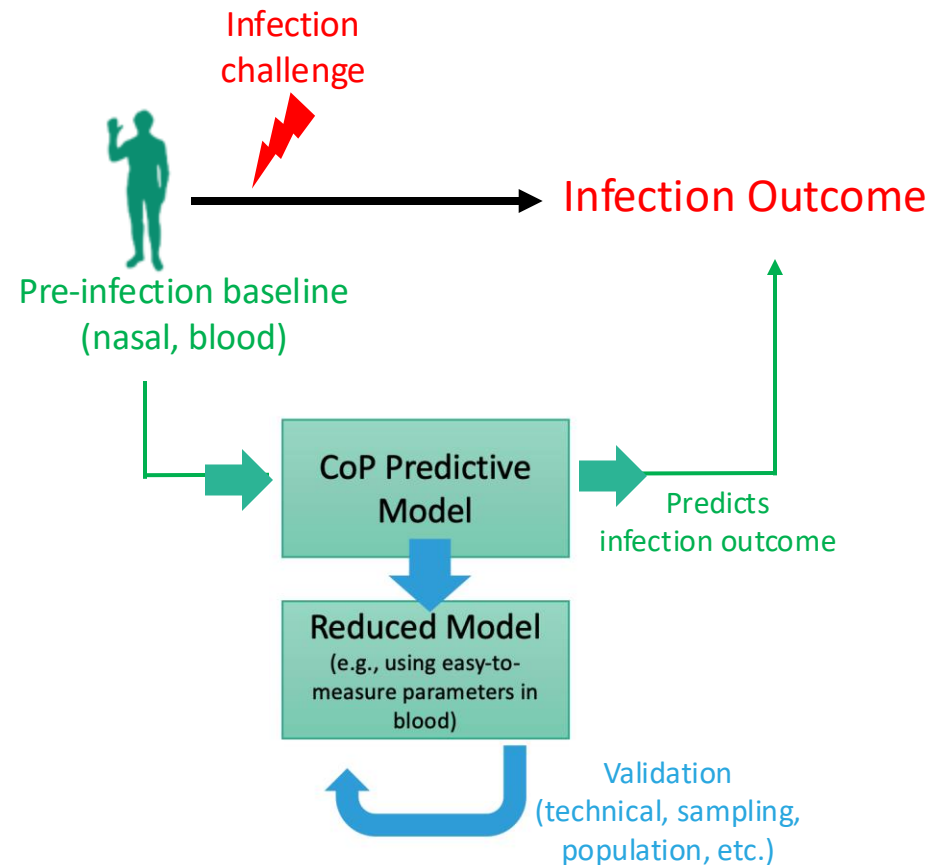 Infection
challenge
Infection Outcome
Pre-infection baseline
(nasal, blood)
CoP Predictive
Model
Predicts
infection outcome
Reduced Model
(e.g., using easy-to-
measure parameters in
blood)
Validation
(technical, sampling,
population, etc.)